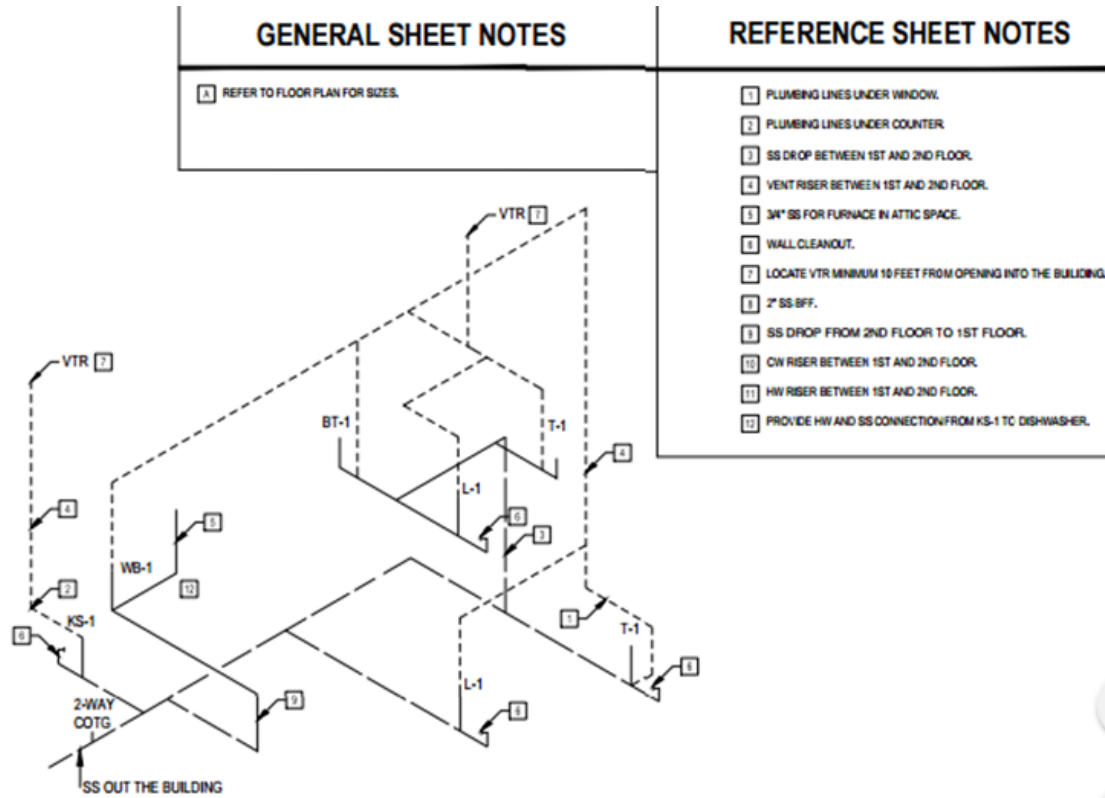 GENERAL SHEET NOTES
A REFER TO FLOOR PLAN FOR SIZES.
REFERENCE SHEET NOTES
1 PLUMBING LINES UNDER WINDOW.
2 PLUMBING LINES UNDER COUNTER.
3 SS DROP BETWEEN 1ST AND 2ND FLOOR.
4 VENT RISER BETWEEN 1ST AND 2ND FLOOR.
5 3/4" SS FOR FURNACE IN ATTIC SPACE.
6 WALL CLEANOUT.
7 LOCATE VTR MINIMUM 10 FEET FROM OPENING INTO THE BUILIDING.
8 2" SS BFF.
9 SS DROP FROM 2ND FLOOR TO 1ST FLOOR.
10 CW RISER BETWEEN 1ST AND 2ND FLOOR.
11 HW RISER BETWEEN 1ST AND 2ND FLOOR.
12 PROVIDE HW AND SS CONNECTION FROM KS-1 TO DISHWASHER.
VTR 7
VTR 7
BT-1
T-1
4
L-1
6
4
5
3
WB-1
12
2
KS-1
1
6
T-1
6
L-1
9
2-WAY
COTG
6
SS OUT THE BUILDING